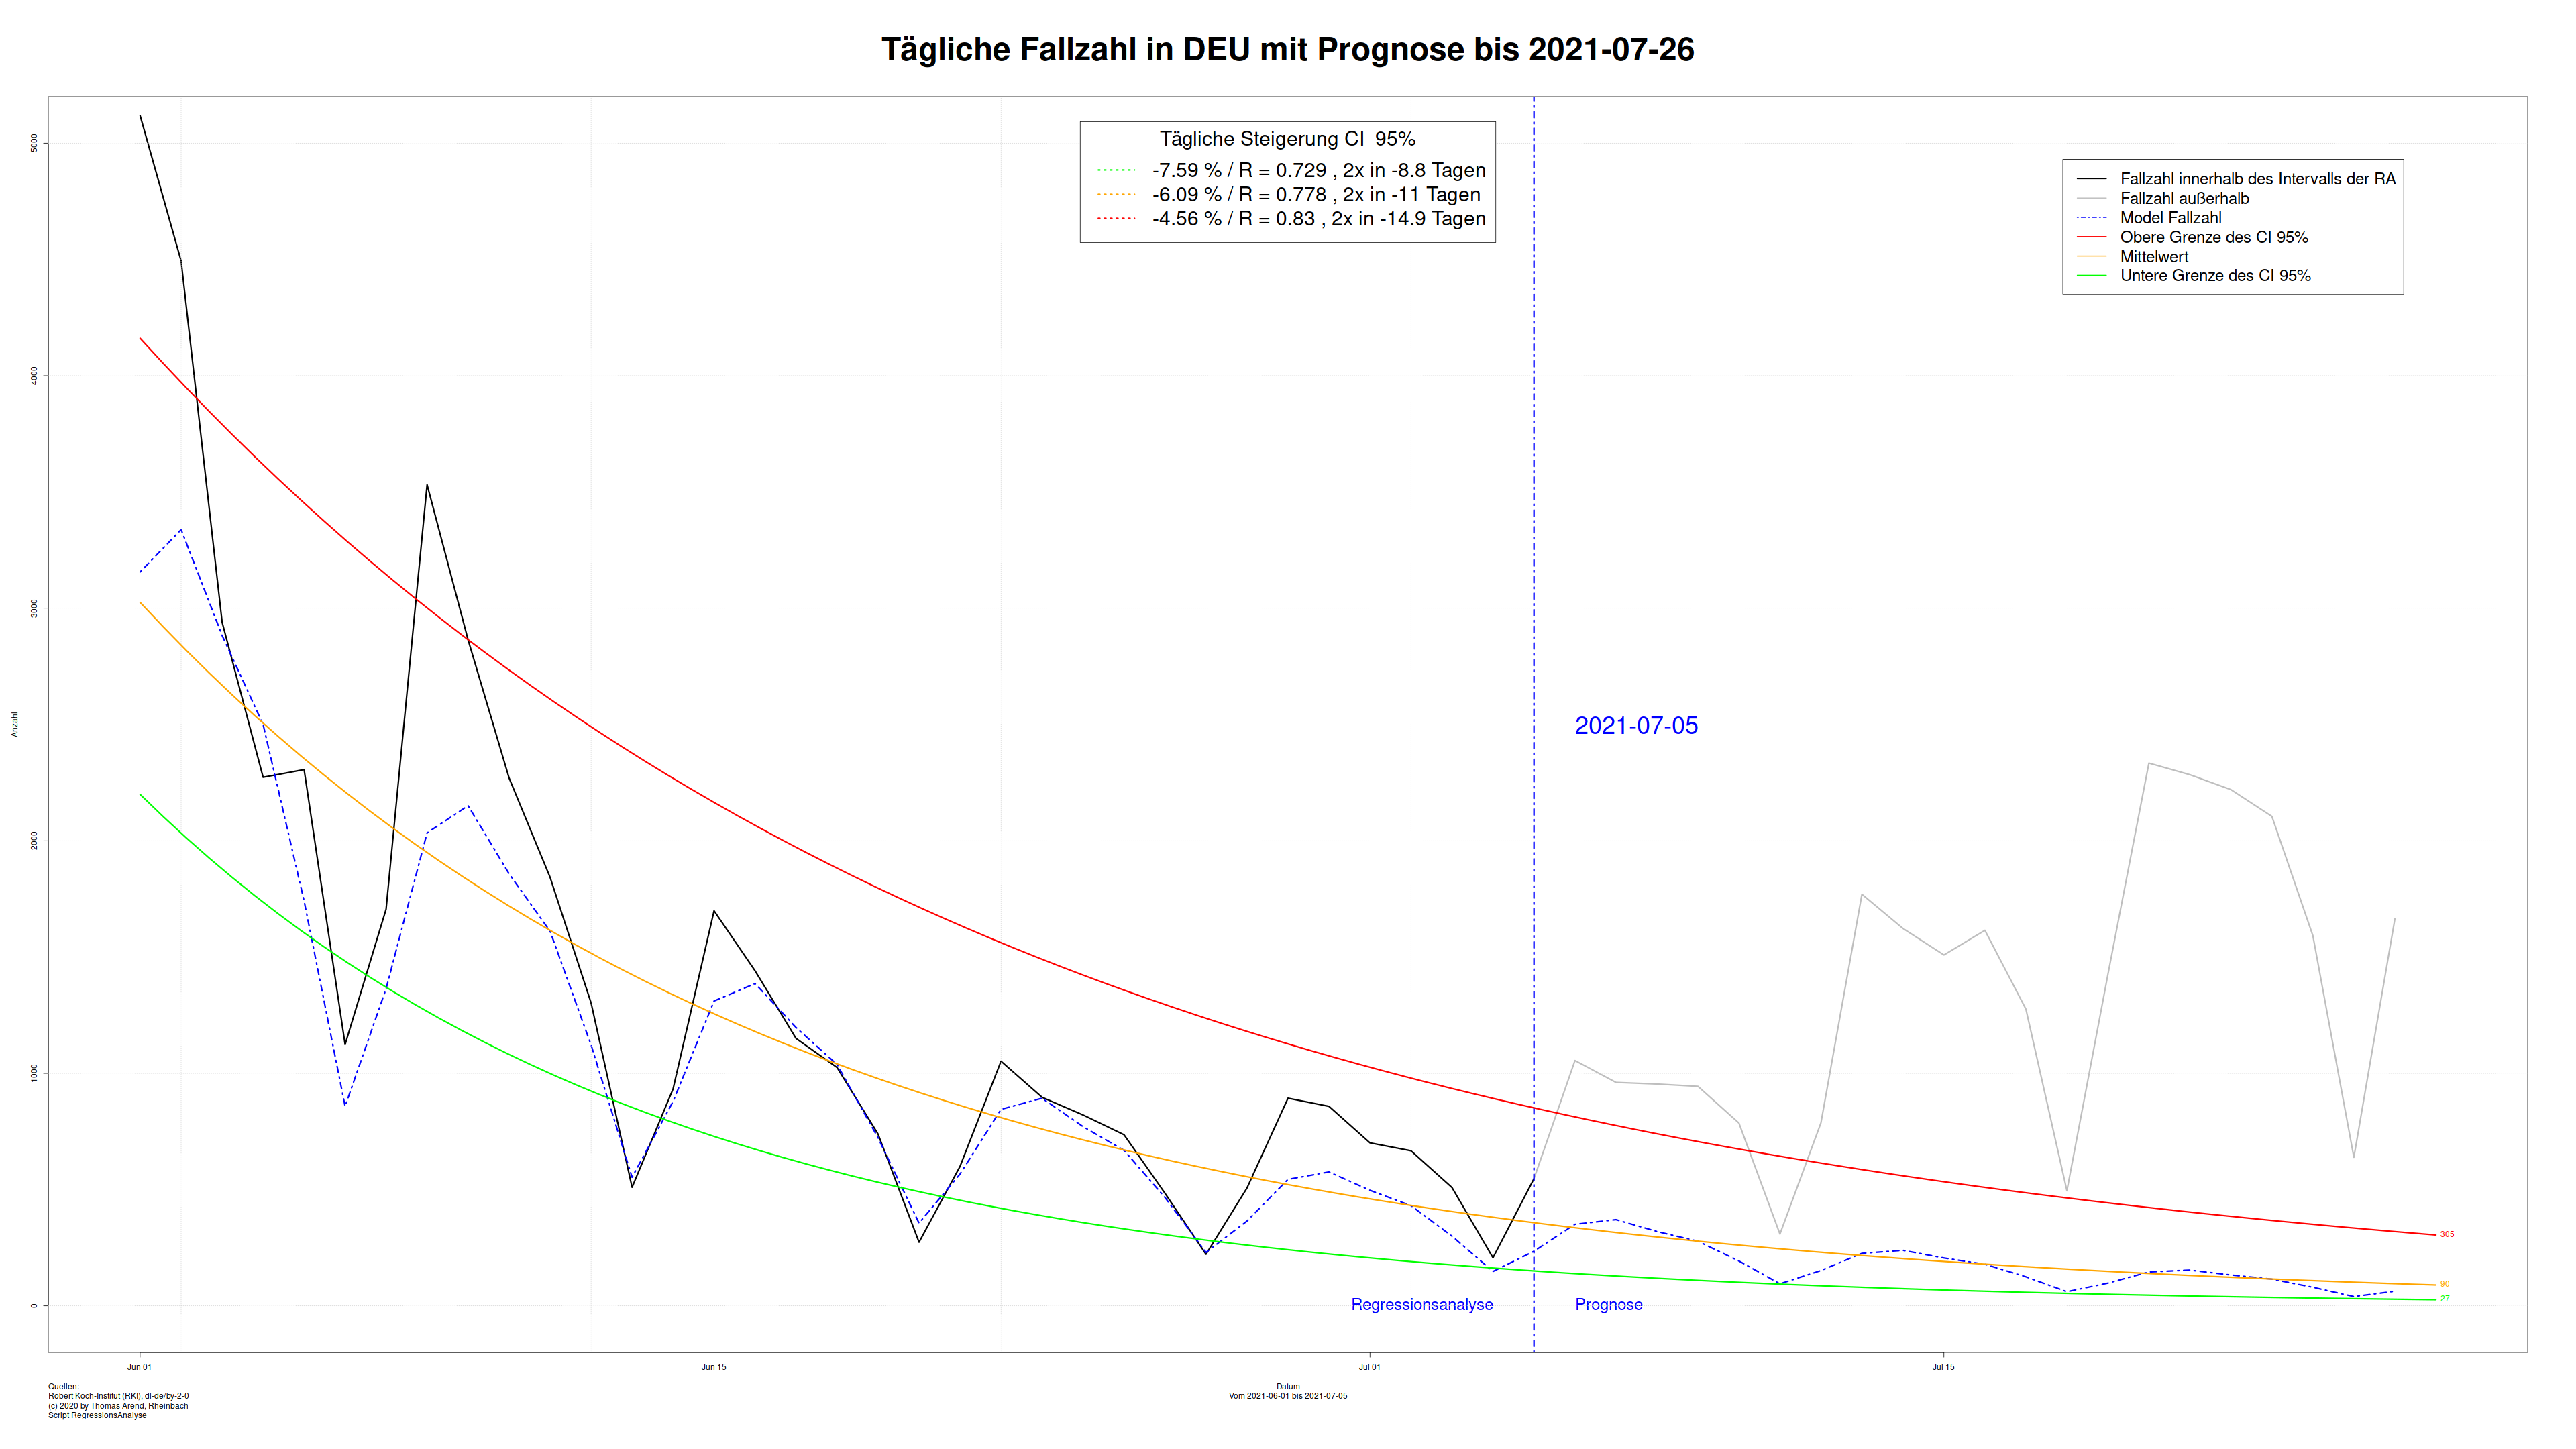 Tägliche Fallzahl in DEU mit Prognose bis 2021-07-26
Tägliche Steigerung CI  95%
-7.59 % / R = 0.729 , 2x in -8.8 Tagen
-6.09 % / R = 0.778 , 2x in -11 Tagen
-4.56 % / R = 0.83 , 2x in -14.9 Tagen
Fallzahl innerhalb des Intervalls der RA
Fallzahl außerhalb
Model Fallzahl
Obere Grenze des CI 95%
Mittelwert
Untere Grenze des CI 95%
5000
4000
3000
2000
1000
0
Anzahl
2021-07-05
Regressionsanalyse
Prognose
305
90
27
Jun 01
Jun 15
Jul 01
Jul 15
Datum
Vom 2021-06-01 bis 2021-07-05
Quellen:
Robert Koch-Institut (RKI), dl-de/by-2-0
(c) 2020 by Thomas Arend, Rheinbach
Script RegressionsAnalyse